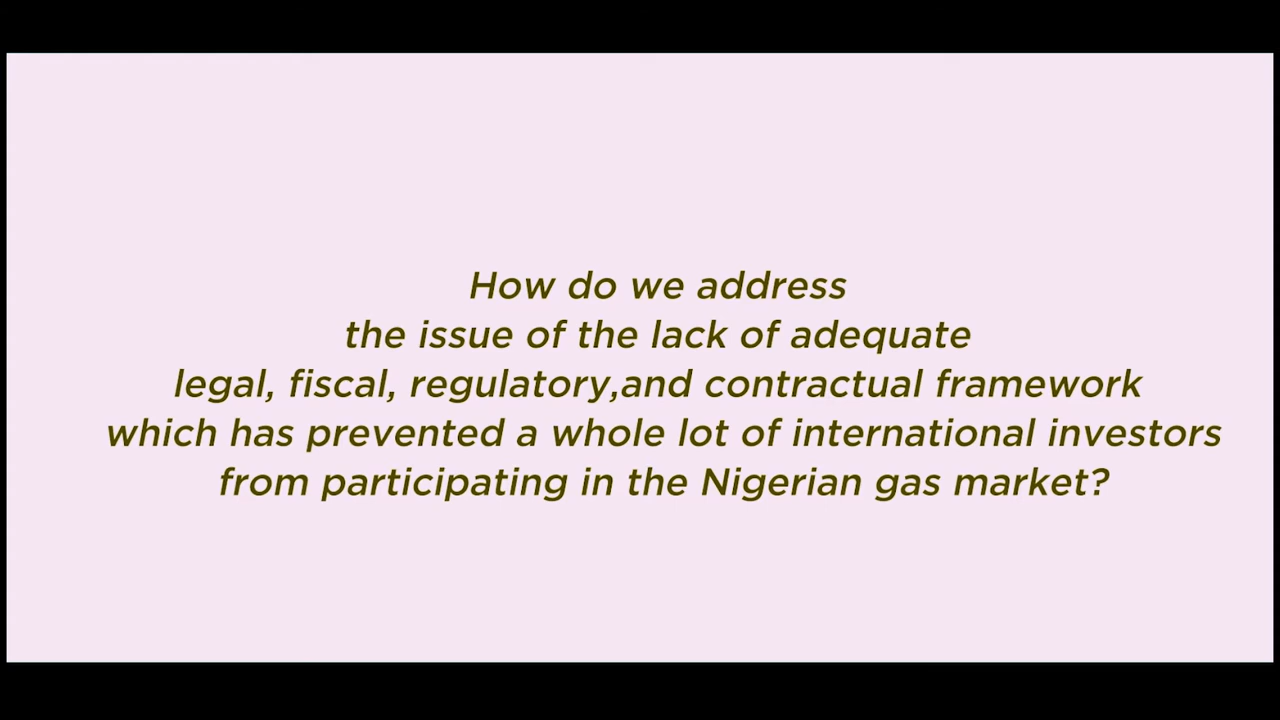 How do we address
the issue of the lack of adequate
legal, fiscal, regulatory,and contractual framework
which has prevented a whole lot of international investors
from participating in the Nigerian gas market?